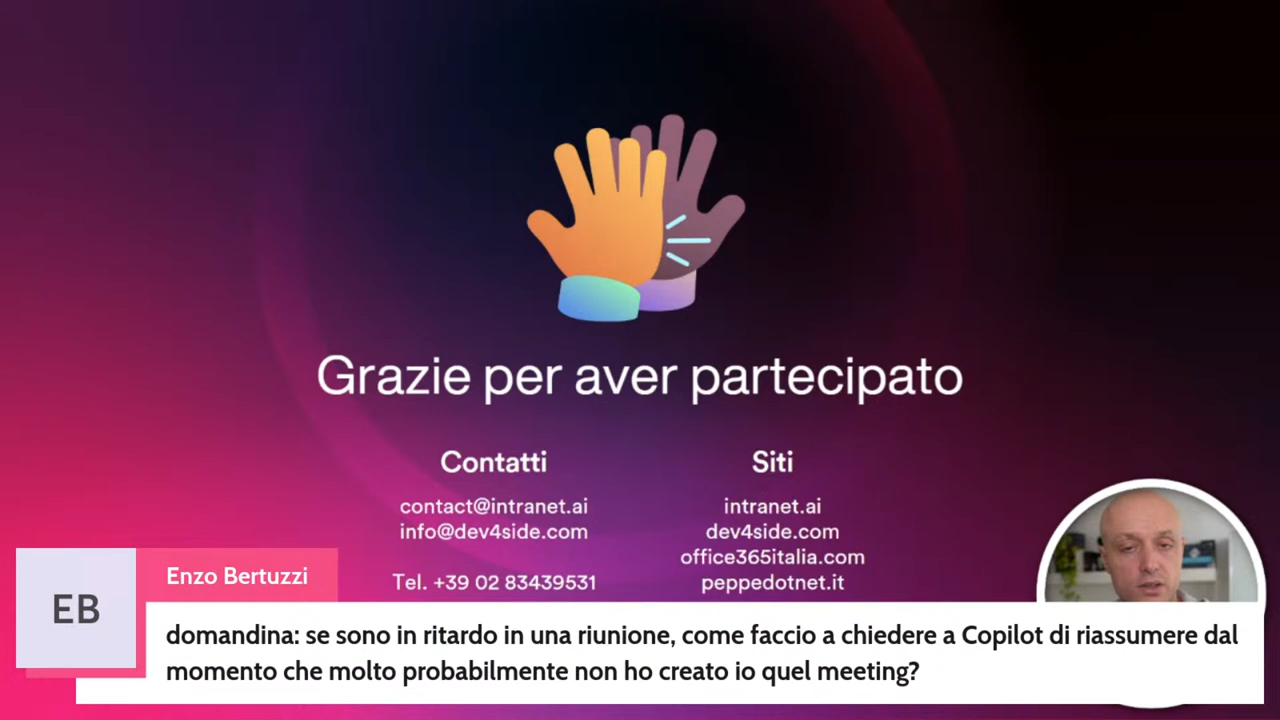 Grazie per aver partecipato
Contatti
contact@intranet.ai
info@dev4side.com
Tel. +39 02 83439531
Siti
intranet.ai
dev4side.com
office365italia.com
peppedotnet.it
EB
Enzo Bertuzzi
domandina: se sono in ritardo in una riunione, come faccio a chiedere a Copilot di riassumere dal
momento che molto probabilmente non ho creato io quel meeting?